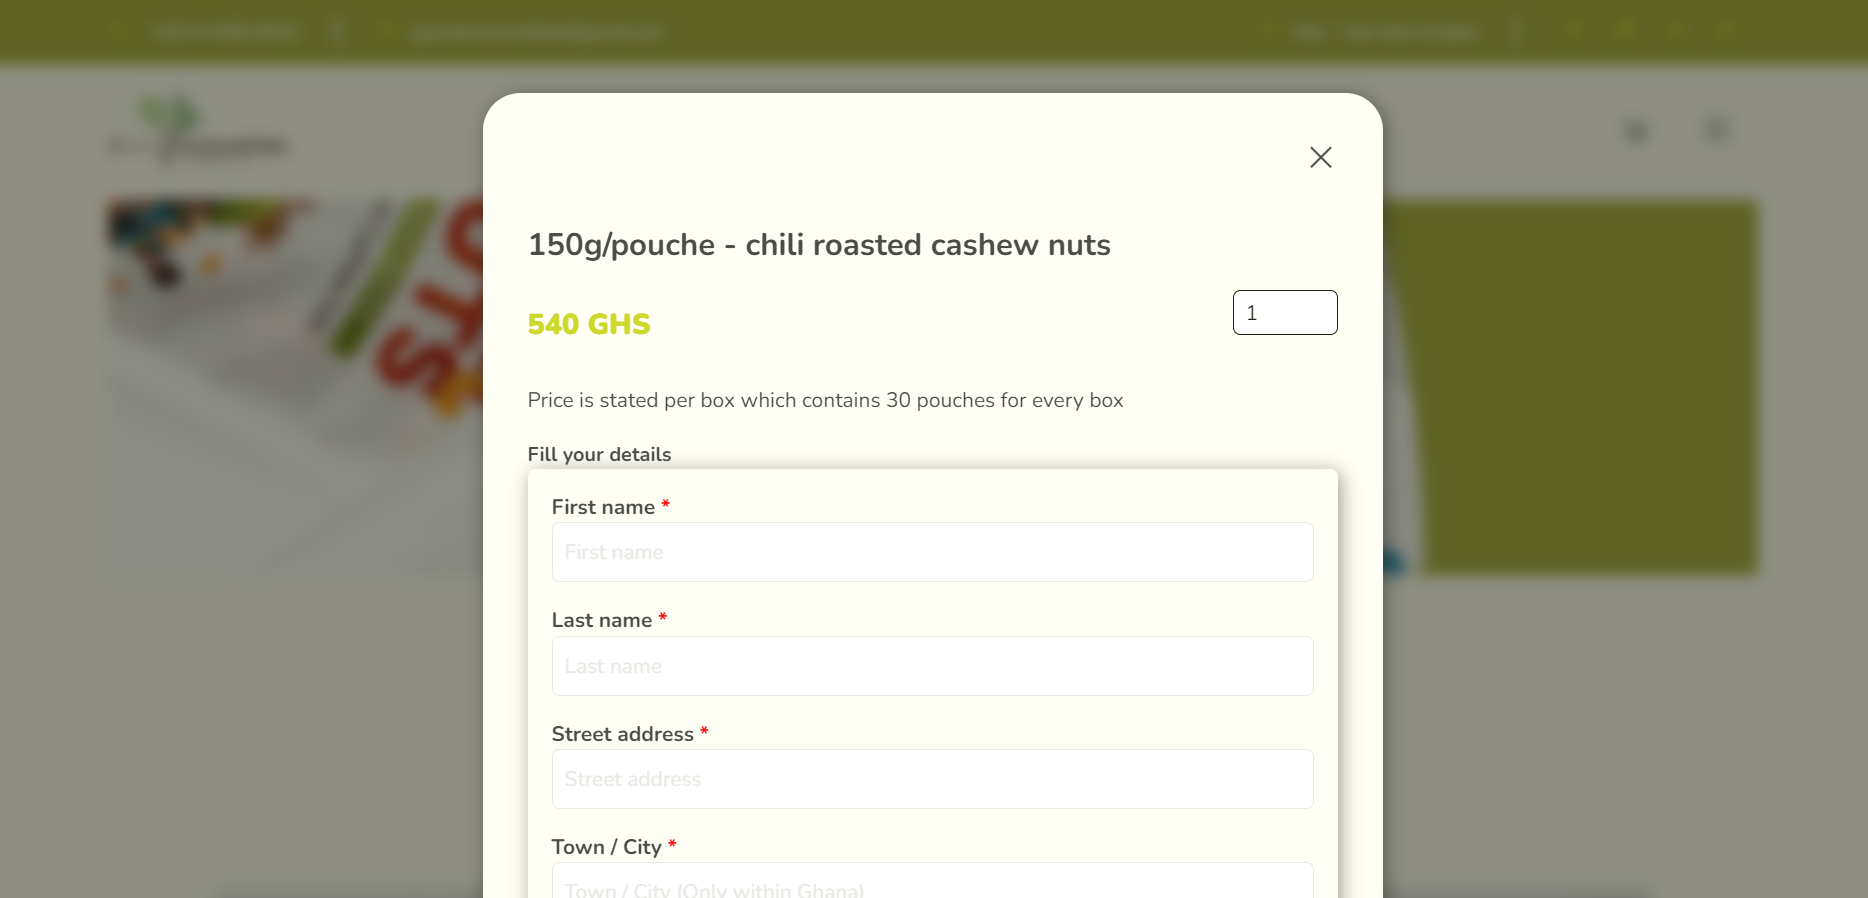 150g/pouche - chili roasted cashew nuts
540 GHS
1
Price is stated per box which contains 30 pouches for every box
Fill your details
First name *
First name
Last name *
Last name
Street address *
Street address
Town / City *
Town / City (Only within Ghana)